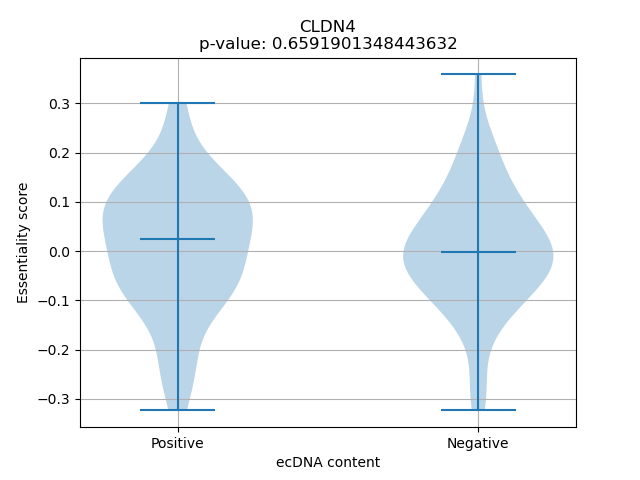 CLDN4
p-value: 0.6591901348443632
0.3
0.2
0.1
0.0
−0.1
−0.2
−0.3
Essentiality score
Positive
Negative
ecDNA content